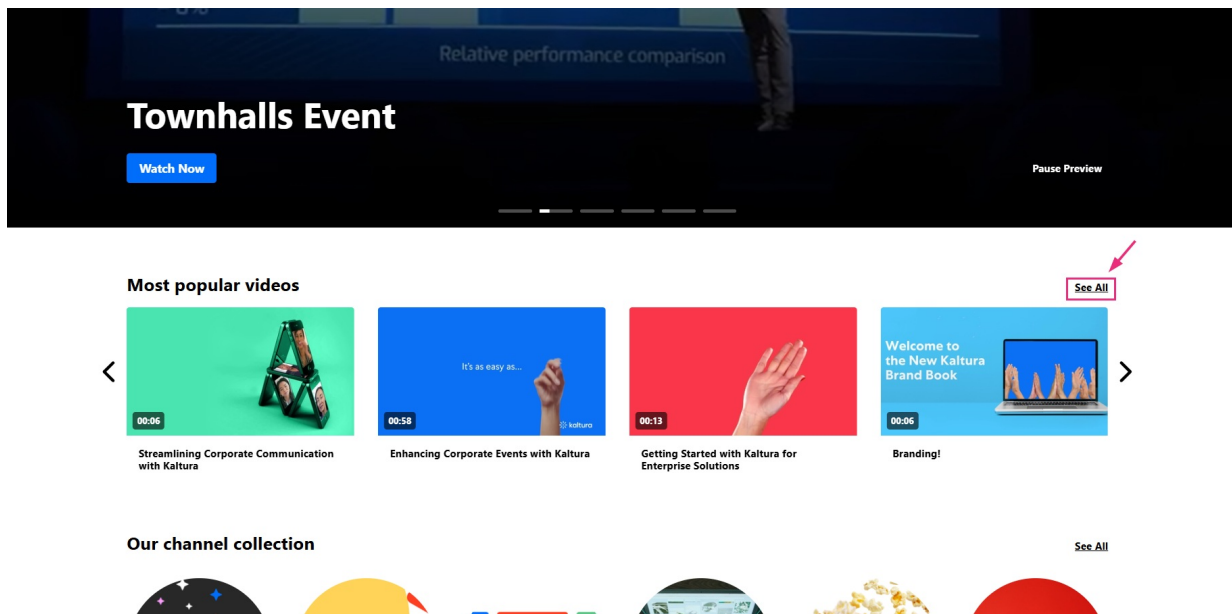 Relative performance comparison
Townhalls Event
Watch Now
Pause Preview
Most popular videos
See All
It's as easy as...
kaltura
Welcome to
the New Kaltura
Brand Book
00:06
00:58
00:13
00:06
Streamlining Corporate Communication
with Kaltura
Enhancing Corporate Events with Kaltura
Getting Started with Kaltura for
Enterprise Solutions
Branding!
Our channel collection
See All